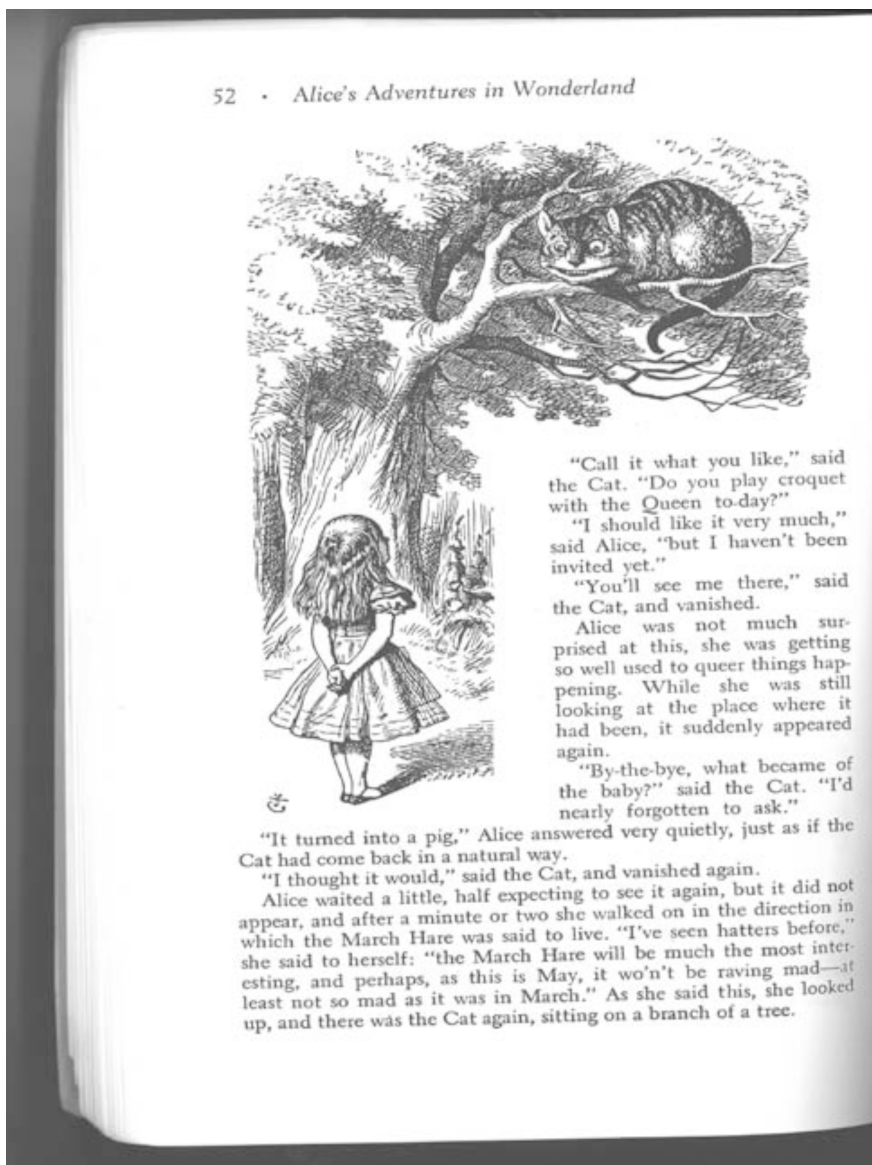 52 · Alice's Adventures in Wonderland
"Call it what you like," said
the Cat. "Do you play croquet
with the Queen to-day?"
"I should like it very much,"
said Alice, "but I haven't been
invited yet."
"You'll see me there," said
the Cat, and vanished.
Alice was not much sur-
prised at this, she was getting
so well used to queer things hap-
pening. While she was still
looking at the place where it
had been, it suddenly appeared
again.
"By-the-bye, what became of
the baby?" said the Cat. "I'd
nearly forgotten to ask."
"It turned into a pig," Alice answered very quietly, just as if the
Cat had come back in a natural way.
"I thought it would," said the Cat, and vanished again.
Alice waited a little, half expecting to see it again, but it did not
appear, and after a minute or two she walked on in the direction in
which the March Hare was said to live. "I've seen hatters before,"
she said to herself: "the March Hare will be much the most inter-
esting, and perhaps, as this is May, it wo'n't be raving mad—at
least not so mad as it was in March." As she said this, she looked
up, and there was the Cat again, sitting on a branch of a tree.